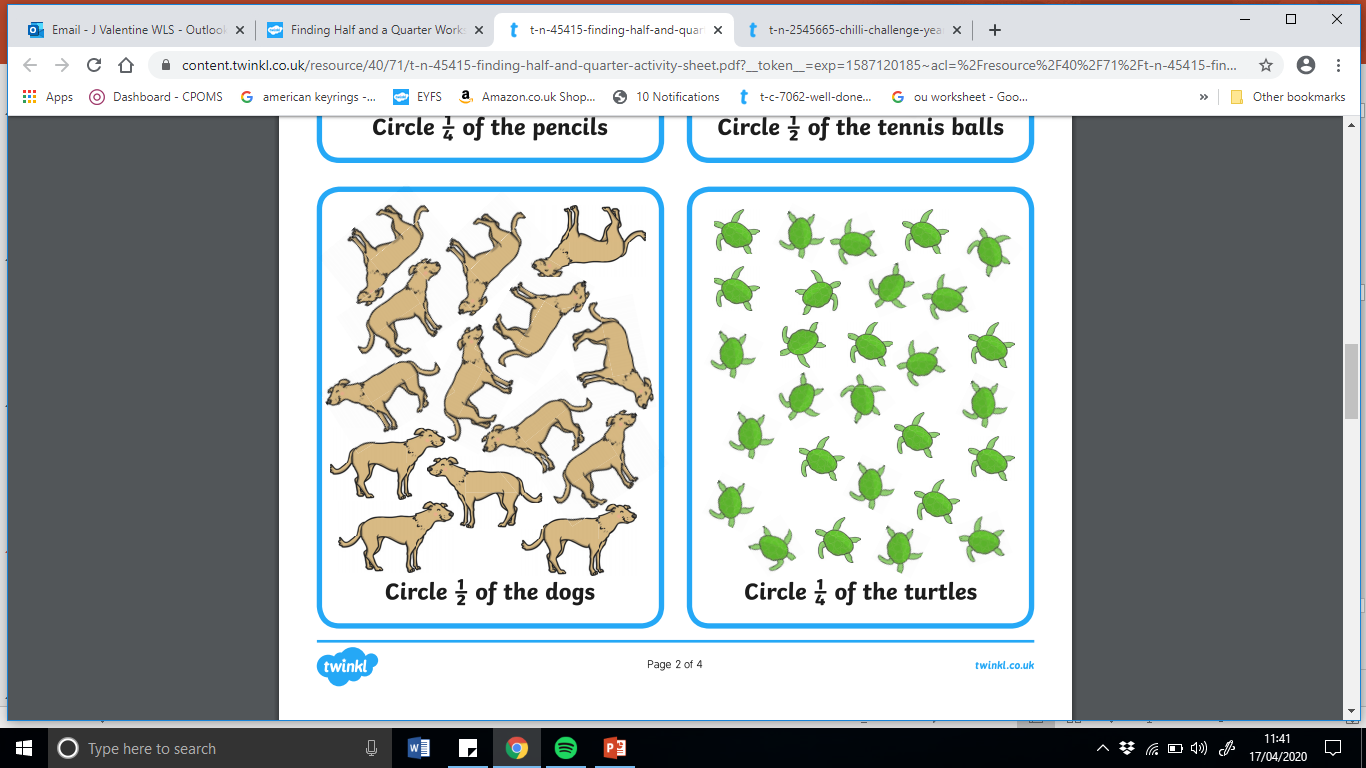 Email - J Valentine WLS - Outlook
Finding Half and a Quarter Works
t-n-45415-finding-half-and-quar
t-n-2545665-chilli-challenge-yea
content.twinkl.co.uk/resource/40/71/t-n-45415-finding-half-and-quarter-activity-sheet.pdf?__token__=exp=1587120185~acl=%2Fresource%2F40%2F71%2Ft-n-45415-fin...
Apps
Dashboard - CPOMS
american keyrings -...
EYFS
Amazon.co.uk Shop...
10 Notifications
t-c-7062-well-done...
ou worksheet - Goo...
»
Other bookmarks
Circle 1/4 of the pencils
Circle 1/2 of the tennis balls
Circle 1/2 of the dogs
Circle 1/4 of the turtles
twinkl
Page 2 of 4
twinkl.co.uk
Type here to search
11:41
17/04/2020